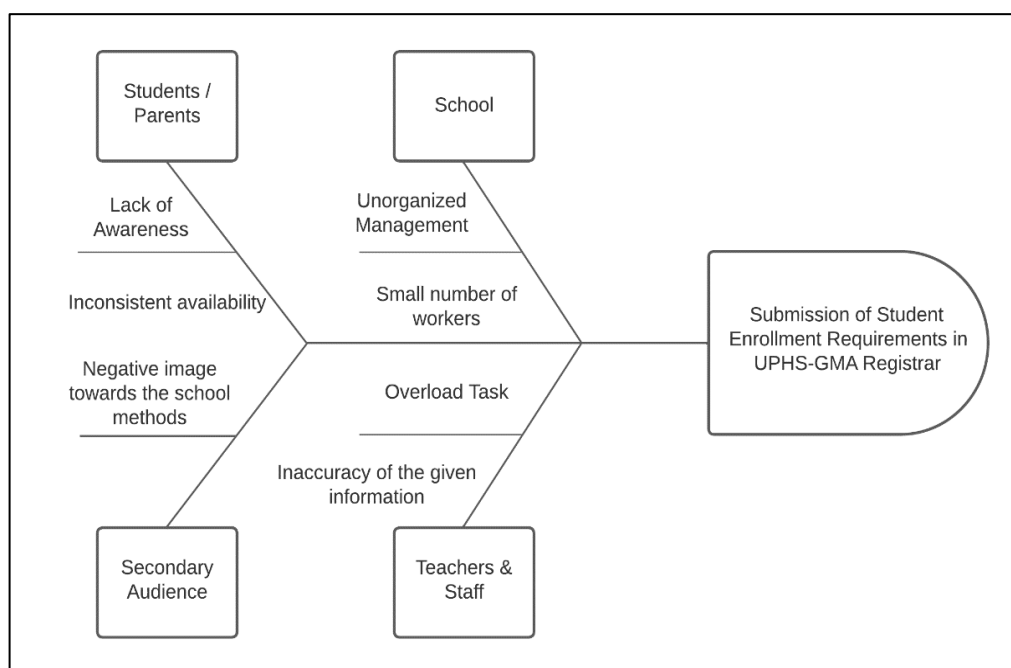 Students /
Parents
School
Lack of
Awareness
Unorganized
Management
Inconsistent availability
Small number of
workers
Submission of Student
Enrollment Requirements in
UPHS-GMA Registrar
Negative image
towards the school
methods
Overload Task
Inaccuracy of the given
information
Secondary
Audience
Teachers &
Staff